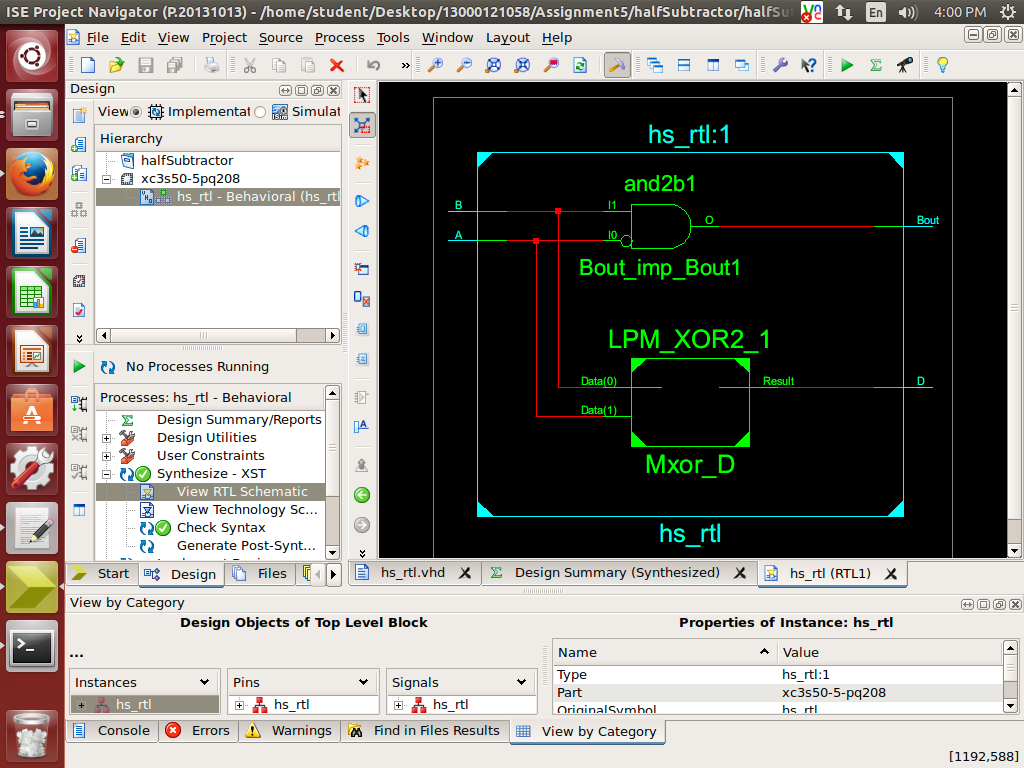 ISE Project Navigator (P.20131013) - /home/student/Desktop/13000121058/Assignment5/halfSubtractor/halfSu
En
4:00 PM
File Edit View Project Source Process Tools Window Layout Help
Design
View Implementat Simulat
Hierarchy
halfSubtractor
xc3s50-5pq208
hs_rtl - Behavioral (hs_rtl
No Processes Running
Processes: hs_rtl - Behavioral
Design Summary/Reports
Design Utilities
User Constraints
Synthesize - XST
View RTL Schematic
View Technology Sc...
Check Syntax
Generate Post-Synt...
Start Design Files
hs_rtl:1
and2b1
B
I1
O
Bout
A
I0
Bout_imp_Bout1
LPM_XOR2_1
Data(0)
Result
D
Data(1)
Mxor_D
hs_rtl
hs_rtl.vhd Design Summary (Synthesized) hs_rtl (RTL1)
View by Category
Design Objects of Top Level Block
...
Instances Pins Signals
hs_rtl hs_rtl hs_rtl
Properties of Instance: hs_rtl
Name Value
Type hs_rtl:1
Part xc3s50-5-pq208
OriginalSymbol hs_rtl
Console Errors Warnings Find in Files Results View by Category
[1192,588]